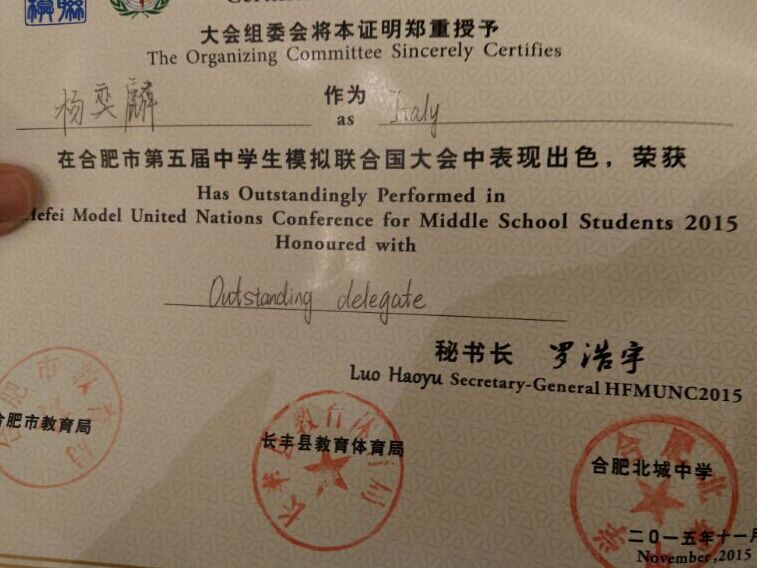 大会组委会将本证明郑重授予
The Organizing Committee Sincerely Certifies
杨奕麟 作为 Italy
as
在合肥市第五届中学生模拟联合国大会中表现出色，荣获
Has Outstandingly Performed in
Hefei Model United Nations Conference for Middle School Students 2015
Honoured with
Outstanding delegate
秘书长 罗浩宇
Luo Haoyu Secretary-General HFMUNC2015
合肥市教育局
长丰县教育体育局
合肥北城中学
二〇一五年十一月
November,2015